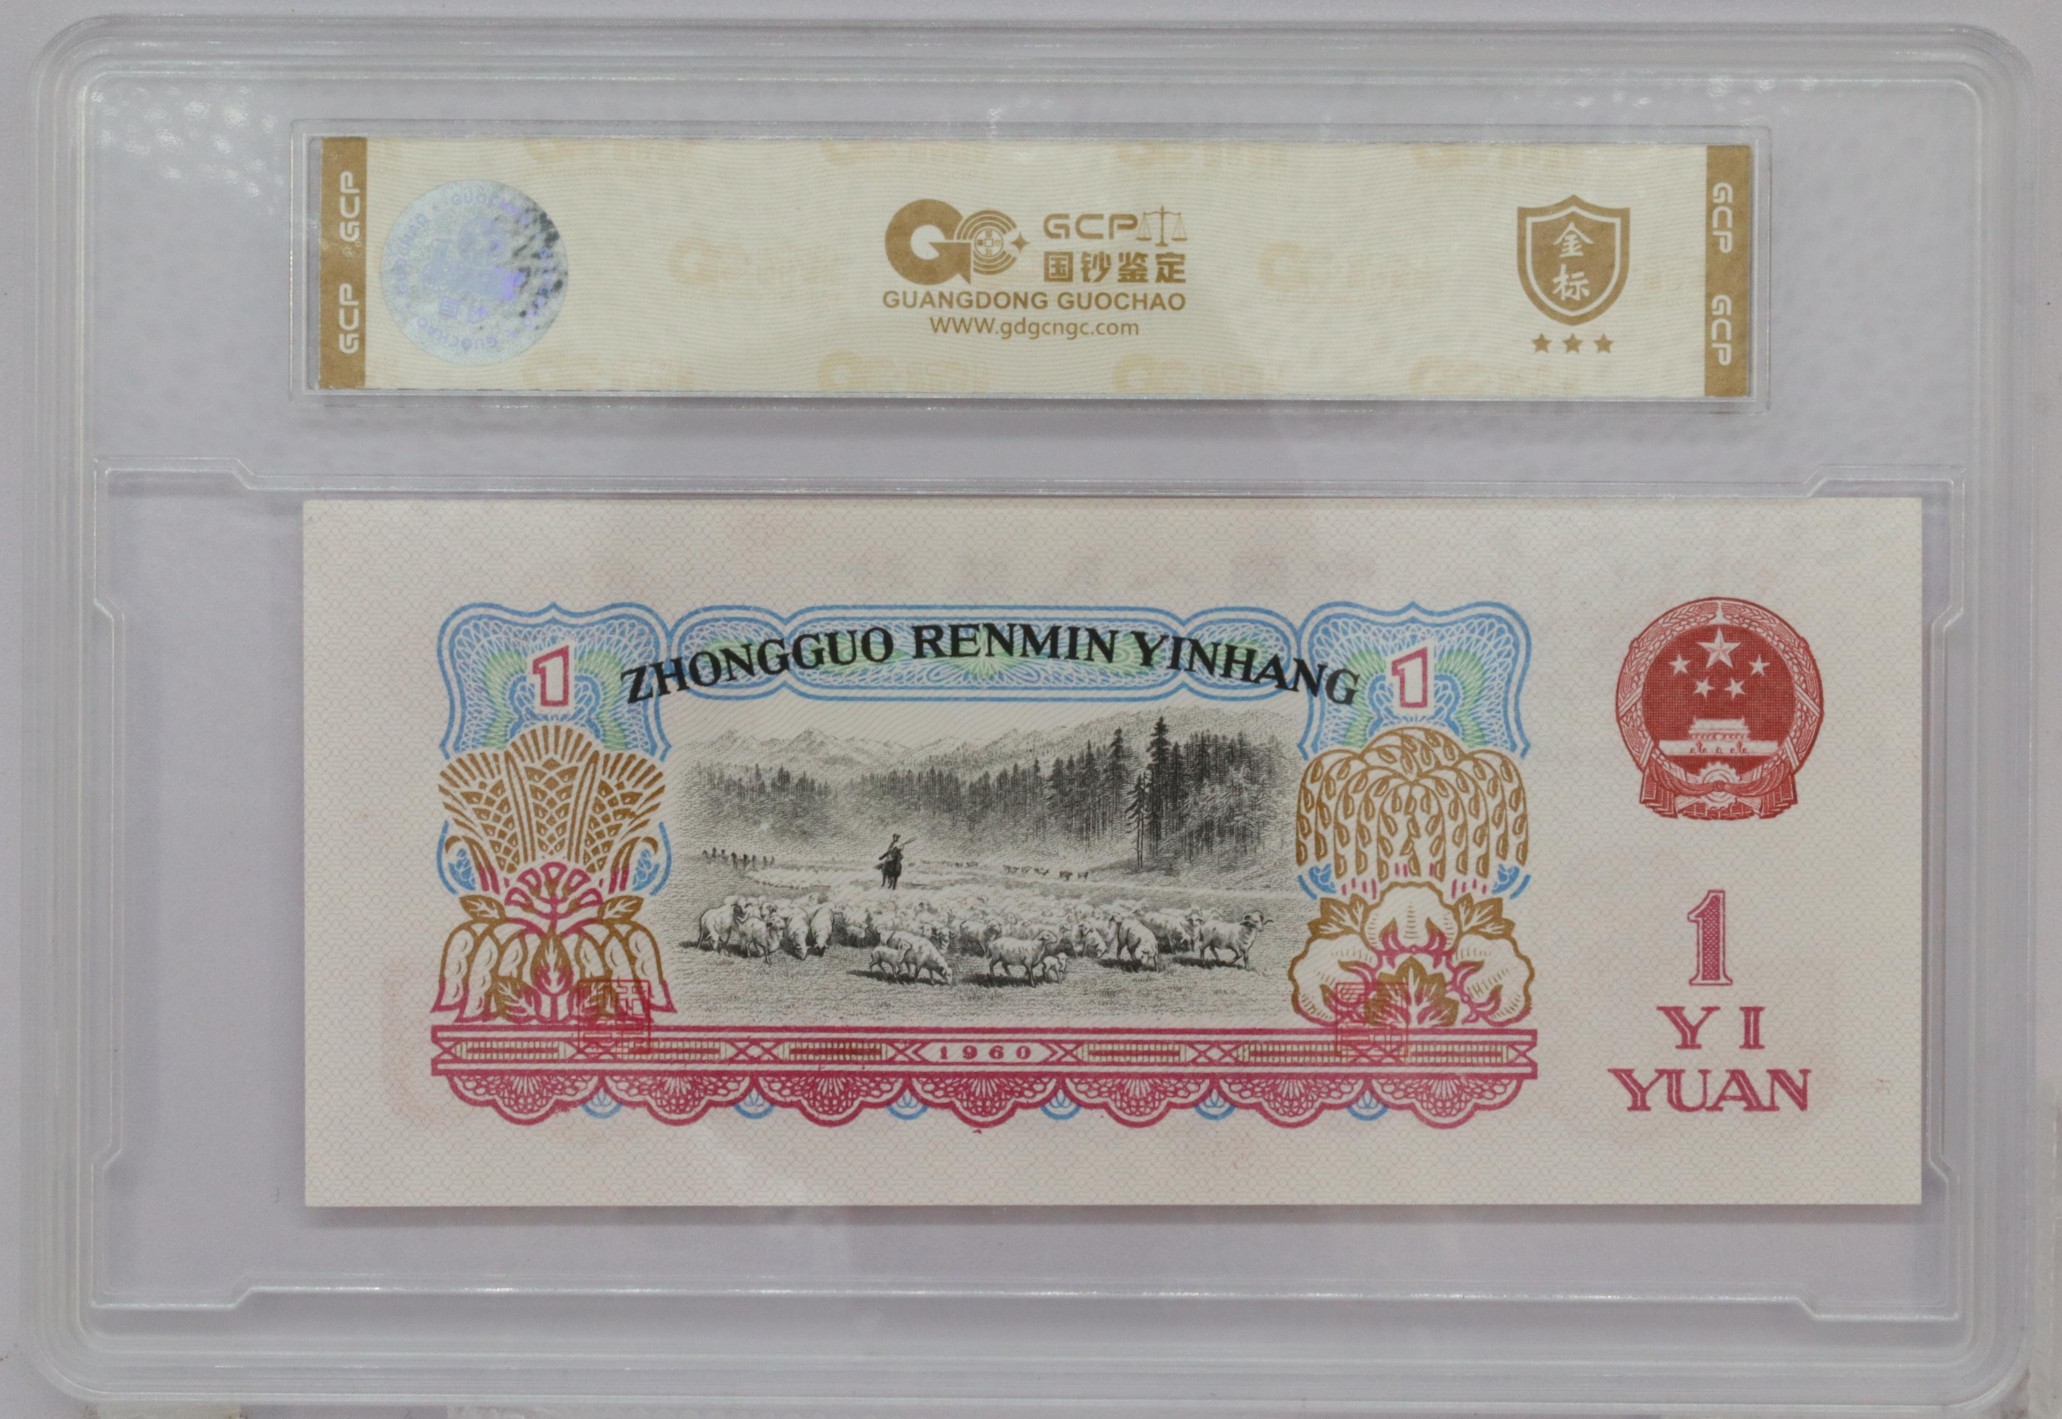 GCP GCP
GCP
国钞鉴定
GUANGDONG GUOCHAO
WWW.gdgcngc.com
金标
GCP GCP
ZHONGGUO RENMIN YINHANG
1
1
1960
1
YI
YUAN